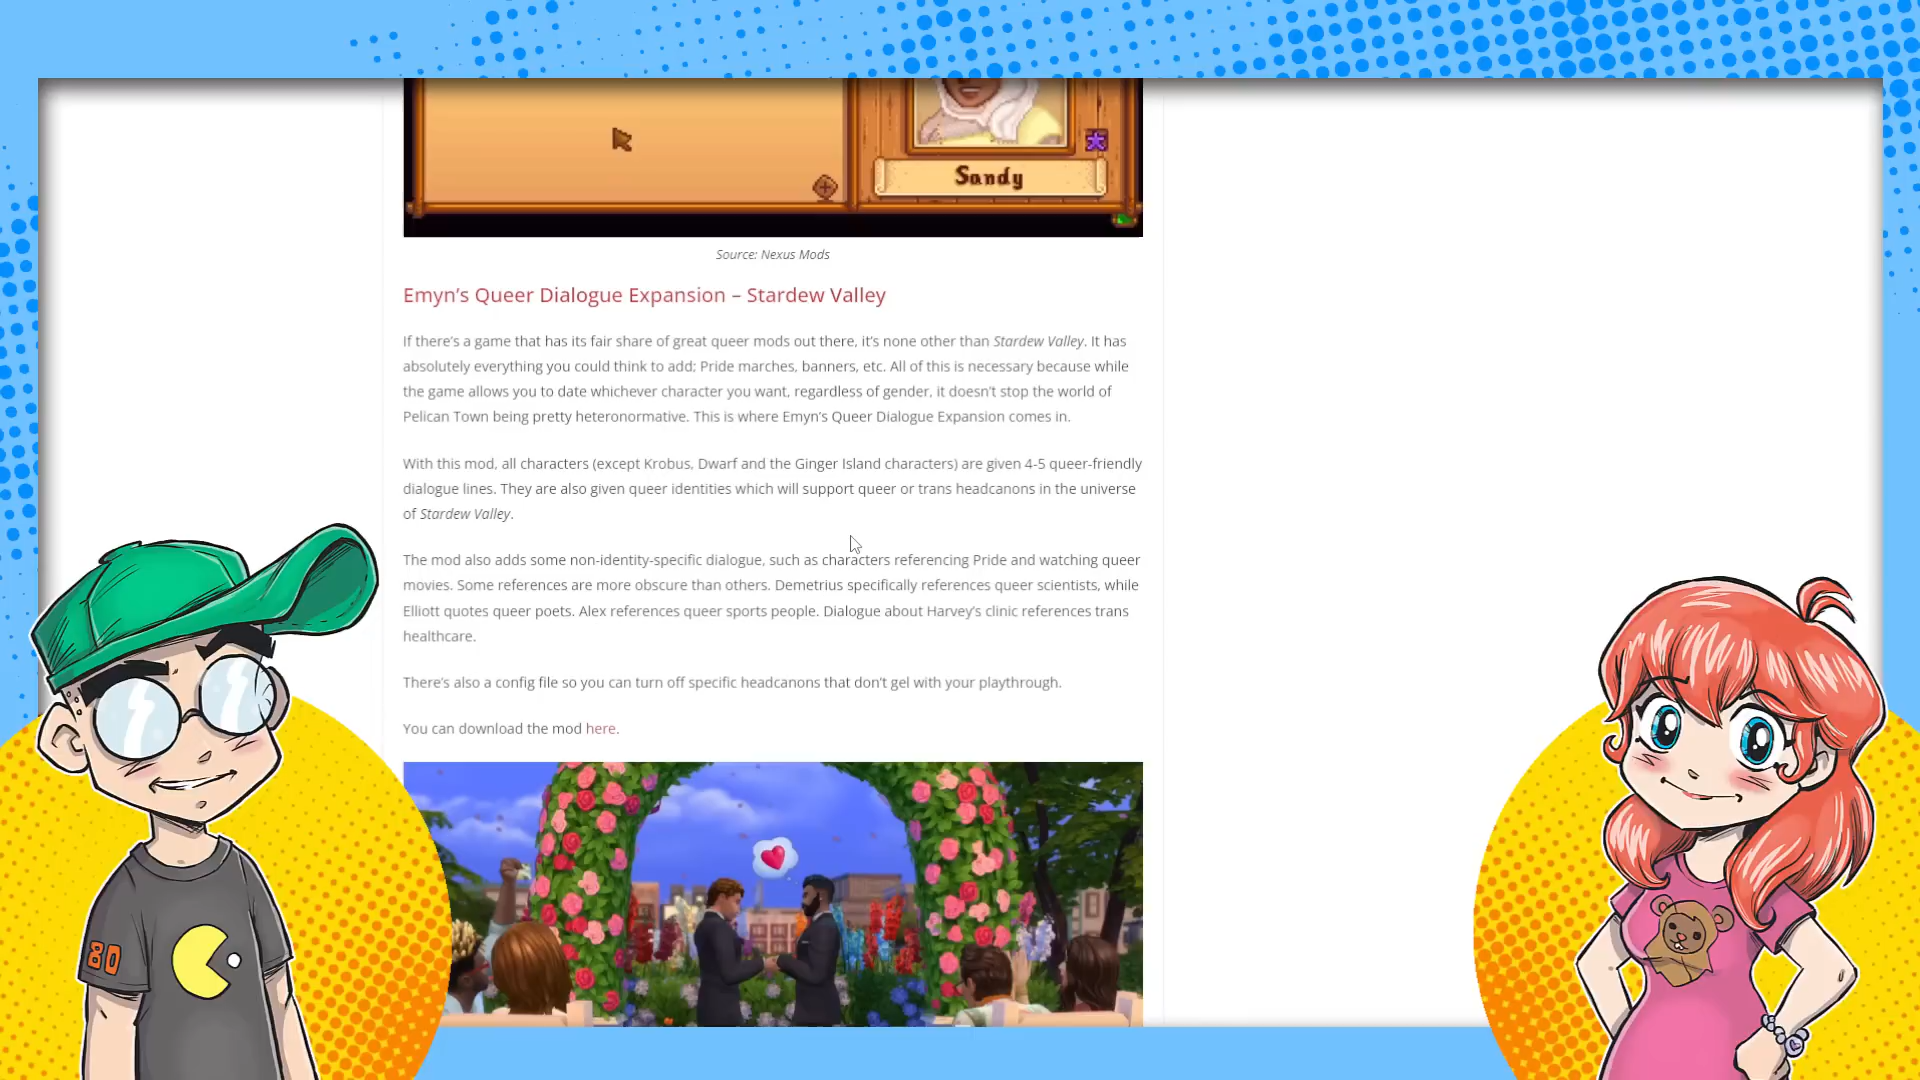 Sandy
Source: Nexus Mods
Emyn's Queer Dialogue Expansion – Stardew Valley
If there's a game that has its fair share of great queer mods out there, it's none other than Stardew Valley. It has
absolutely everything you could think to add; Pride marches, banners, etc. All of this is necessary because while
the game allows you to date whichever character you want, regardless of gender, it doesn't stop the world of
Pelican Town being pretty heteronormative. This is where Emyn's Queer Dialogue Expansion comes in.
With this mod, all characters (except Krobus, Dwarf and the Ginger Island characters) are given 4-5 queer-friendly
dialogue lines. They are also given queer identities which will support queer or trans headcanons in the universe
of Stardew Valley.
The mod also adds some non-identity-specific dialogue, such as characters referencing Pride and watching queer
movies. Some references are more obscure than others. Demetrius specifically references queer scientists, while
Elliott quotes queer poets. Alex references queer sports people. Dialogue about Harvey's clinic references trans
healthcare.
There's also a config file so you can turn off specific headcanons that don't gel with your playthrough.
You can download the mod here.
80